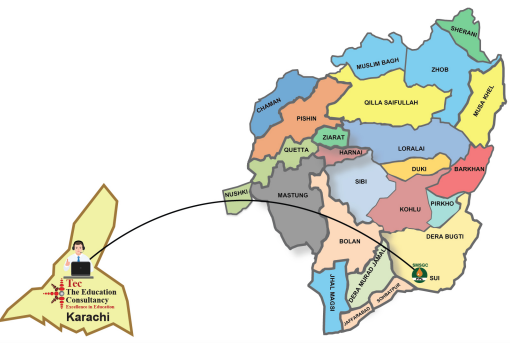 SHERANI
MUSLIM BAGH
ZHOB
MUSA KHEL
CHAMAN
QILLA SAIFULLAH
PISHIN
ZIARAT
QUETTA
HARNAI
LORALAI
DUKI
BARKHAN
NUSHKI
MASTUNG
SIBI
KOHLU
PIRKHO
BOLAN
DERA BUGTI
DERA MURAD JAMALI
SUI
JHAL MAGSI
SOHBATPUR
JAFFARABAD
Tec
The Education
Consultancy
Excellence in Education
Karachi